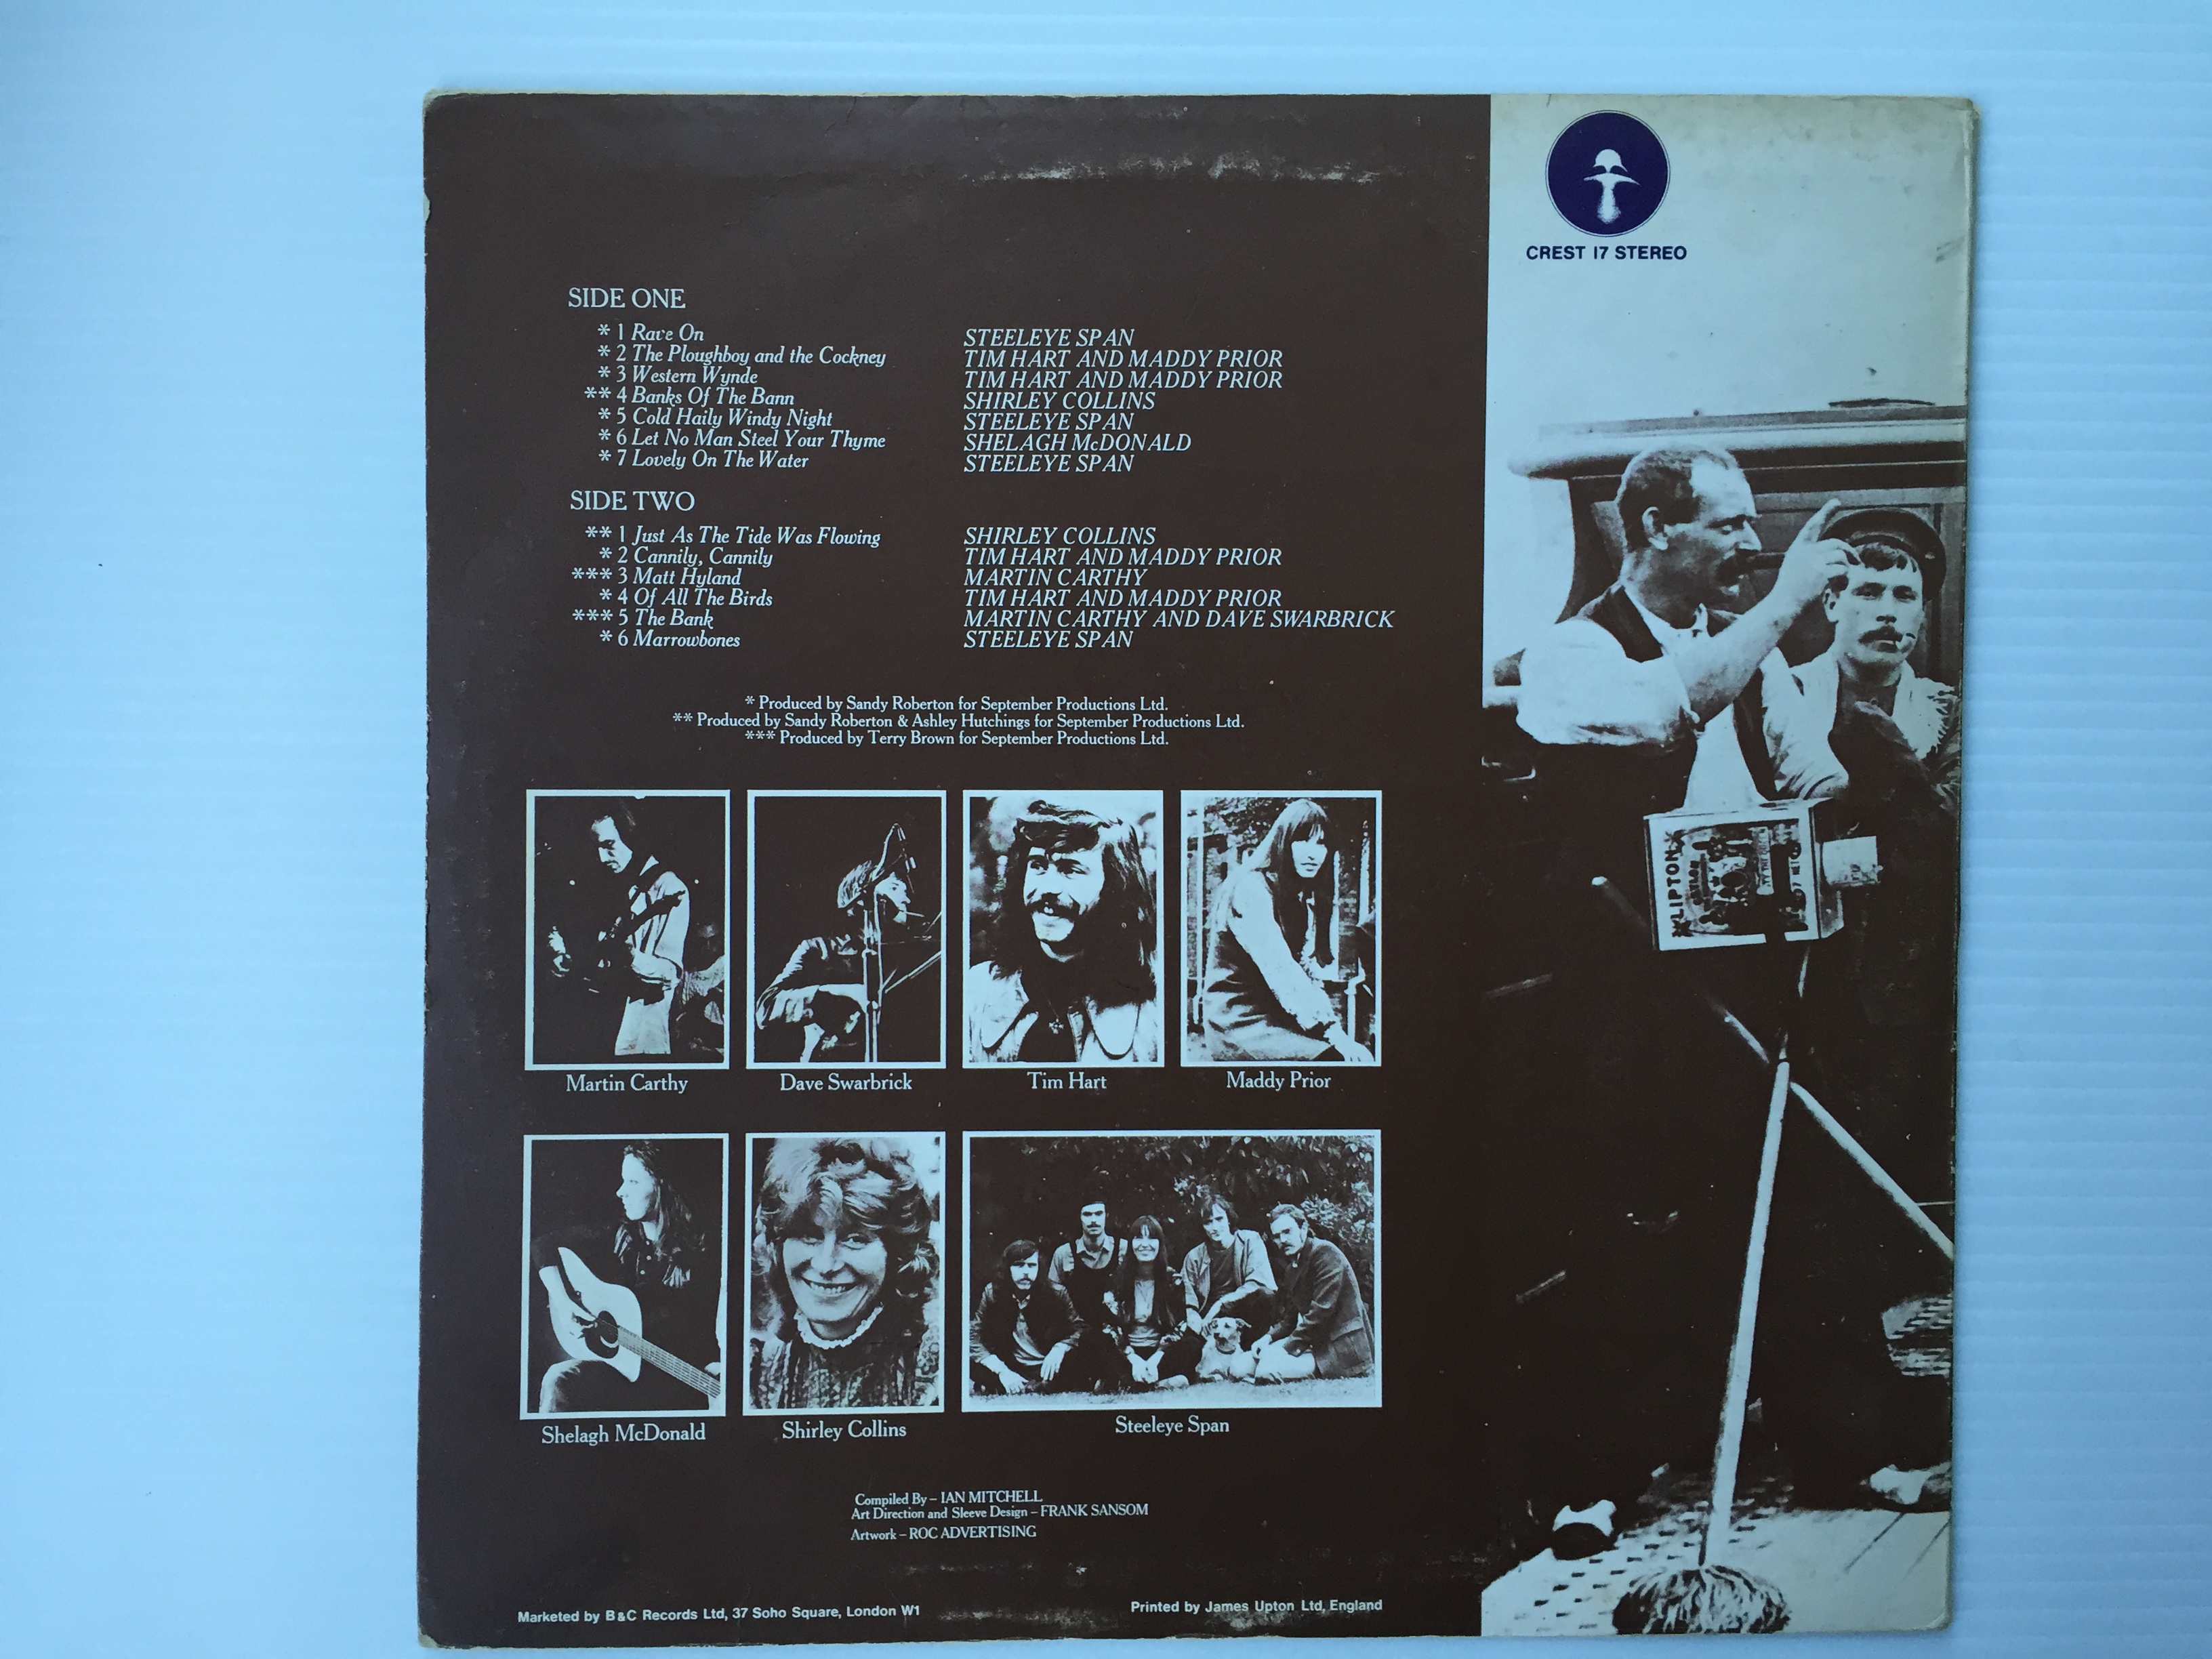 CREST 17 STEREO
SIDE ONE
* 1 Rave On STEELEYE SPAN
* 2 The Ploughboy and the Cockney TIM HART AND MADDY PRIOR
* 3 Western Wynde TIM HART AND MADDY PRIOR
** 4 Banks Of The Bann SHIRLEY COLLINS
* 5 Cold Haily Windy Night STEELEYE SPAN
* 6 Let No Man Steel Your Thyme SHELAGH McDONALD
* 7 Lovely On The Water STEELEYE SPAN
SIDE TWO
** 1 Just As The Tide Was Flowing SHIRLEY COLLINS
* 2 Cannily, Cannily TIM HART AND MADDY PRIOR
*** 3 Matt Hyland MARTIN CARTHY
* 4 Of All The Birds TIM HART AND MADDY PRIOR
*** 5 The Bank MARTIN CARTHY AND DAVE SWARBRICK
* 6 Marrowbones STEELEYE SPAN
* Produced by Sandy Roberton for September Productions Ltd.
** Produced by Sandy Roberton & Ashley Hutchings for September Productions Ltd.
*** Produced by Terry Brown for September Productions Ltd.
LIPTON
Martin Carthy
Dave Swarbrick
Tim Hart
Maddy Prior
Shelagh McDonald
Shirley Collins
Steeleye Span
Compiled By – IAN MITCHELL
Art Direction and Sleeve Design – FRANK SANSOM
Artwork – ROC ADVERTISING
Marketed by B&C Records Ltd, 37 Soho Square, London W1
Printed by James Upton Ltd, England